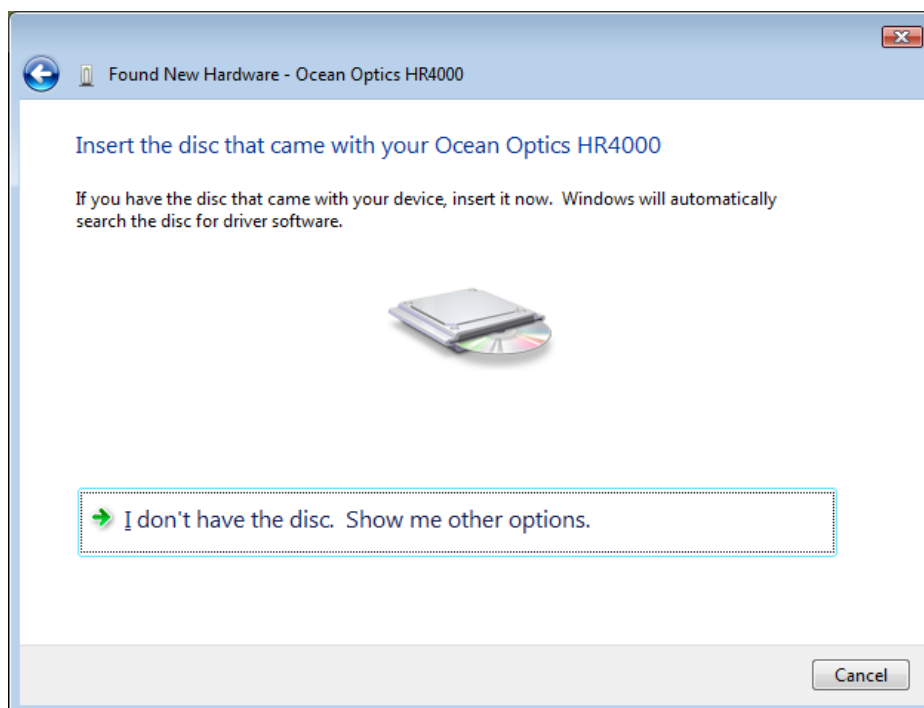 Found New Hardware - Ocean Optics HR4000
Insert the disc that came with your Ocean Optics HR4000
If you have the disc that came with your device, insert it now.  Windows will automatically
search the disc for driver software.
I don't have the disc.  Show me other options.
Cancel